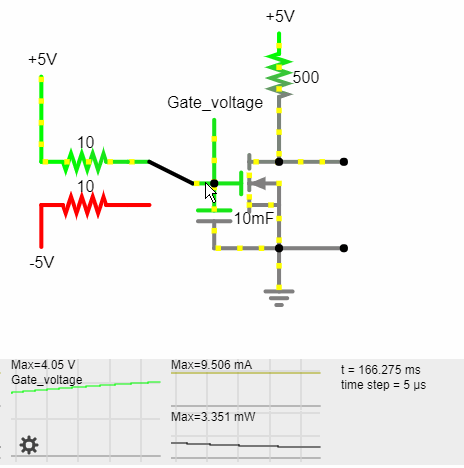 +5V
+5V
500
Gate_voltage
10
10
10mF
-5V
Max=4.05 V
Gate_voltage
Max=9.506 mA
Max=3.351 mW
t = 166.275 ms
time step = 5 μs